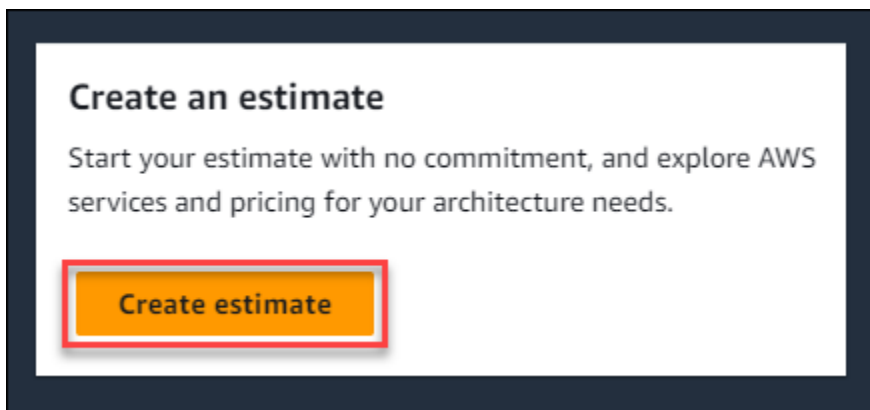 Create an estimate
Start your estimate with no commitment, and explore AWS
services and pricing for your architecture needs.
Create estimate